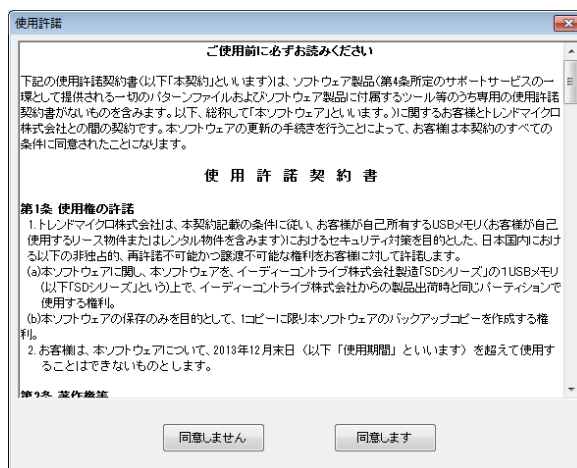 使用許諾
ご使用前に必ずお読みください
下記の使用許諾契約書（以下「本契約」といいます）は、ソフトウェア製品（第4条所定のサポートサービスの一
環として提供される一切のパターンファイルおよびソフトウェア製品に付属するツール等のうち専用の使用許諾
契約書がないものを含みます。以下、総称して「本ソフトウェア」といいます。）に関するお客様とトレンドマイクロ
株式会社との間の契約です。本ソフトウェアの更新の手続きを行うことによって、お客様は本契約のすべての
条件に同意されたことになります。
使 用 許 諾 契 約 書
第1条 使用権の許諾
1.トレンドマイクロ株式会社は、本契約記載の条件に従い、お客様が自己所有するUSBメモリ（お客様が自己
使用するリース物件またはレンタル物件を含みます）におけるセキュリティ対策を目的とした、日本国内におけ
る以下の非独占的、再許諾不可能かつ譲渡不可能な権利をお客様に対して許諾します。
(a)本ソフトウェアに関し、本ソフトウェアを、イーディーコントライブ株式会社製造「SDシリーズ」の1USBメモリ
（以下「SDシリーズ」という)上で、イーディーコントライブ株式会社からの製品出荷時と同じパーティションで
使用する権利。
(b)本ソフトウェアの保存のみを目的として、1コピーに限り本ソフトウェアのバックアップコピーを作成する権
利。
2.お客様は、本ソフトウェアについて、2013年12月末日（以下「使用期間」といいます）を超えて使用す
ることはできないものとします。
第2条 著作権等
同意しません
同意します